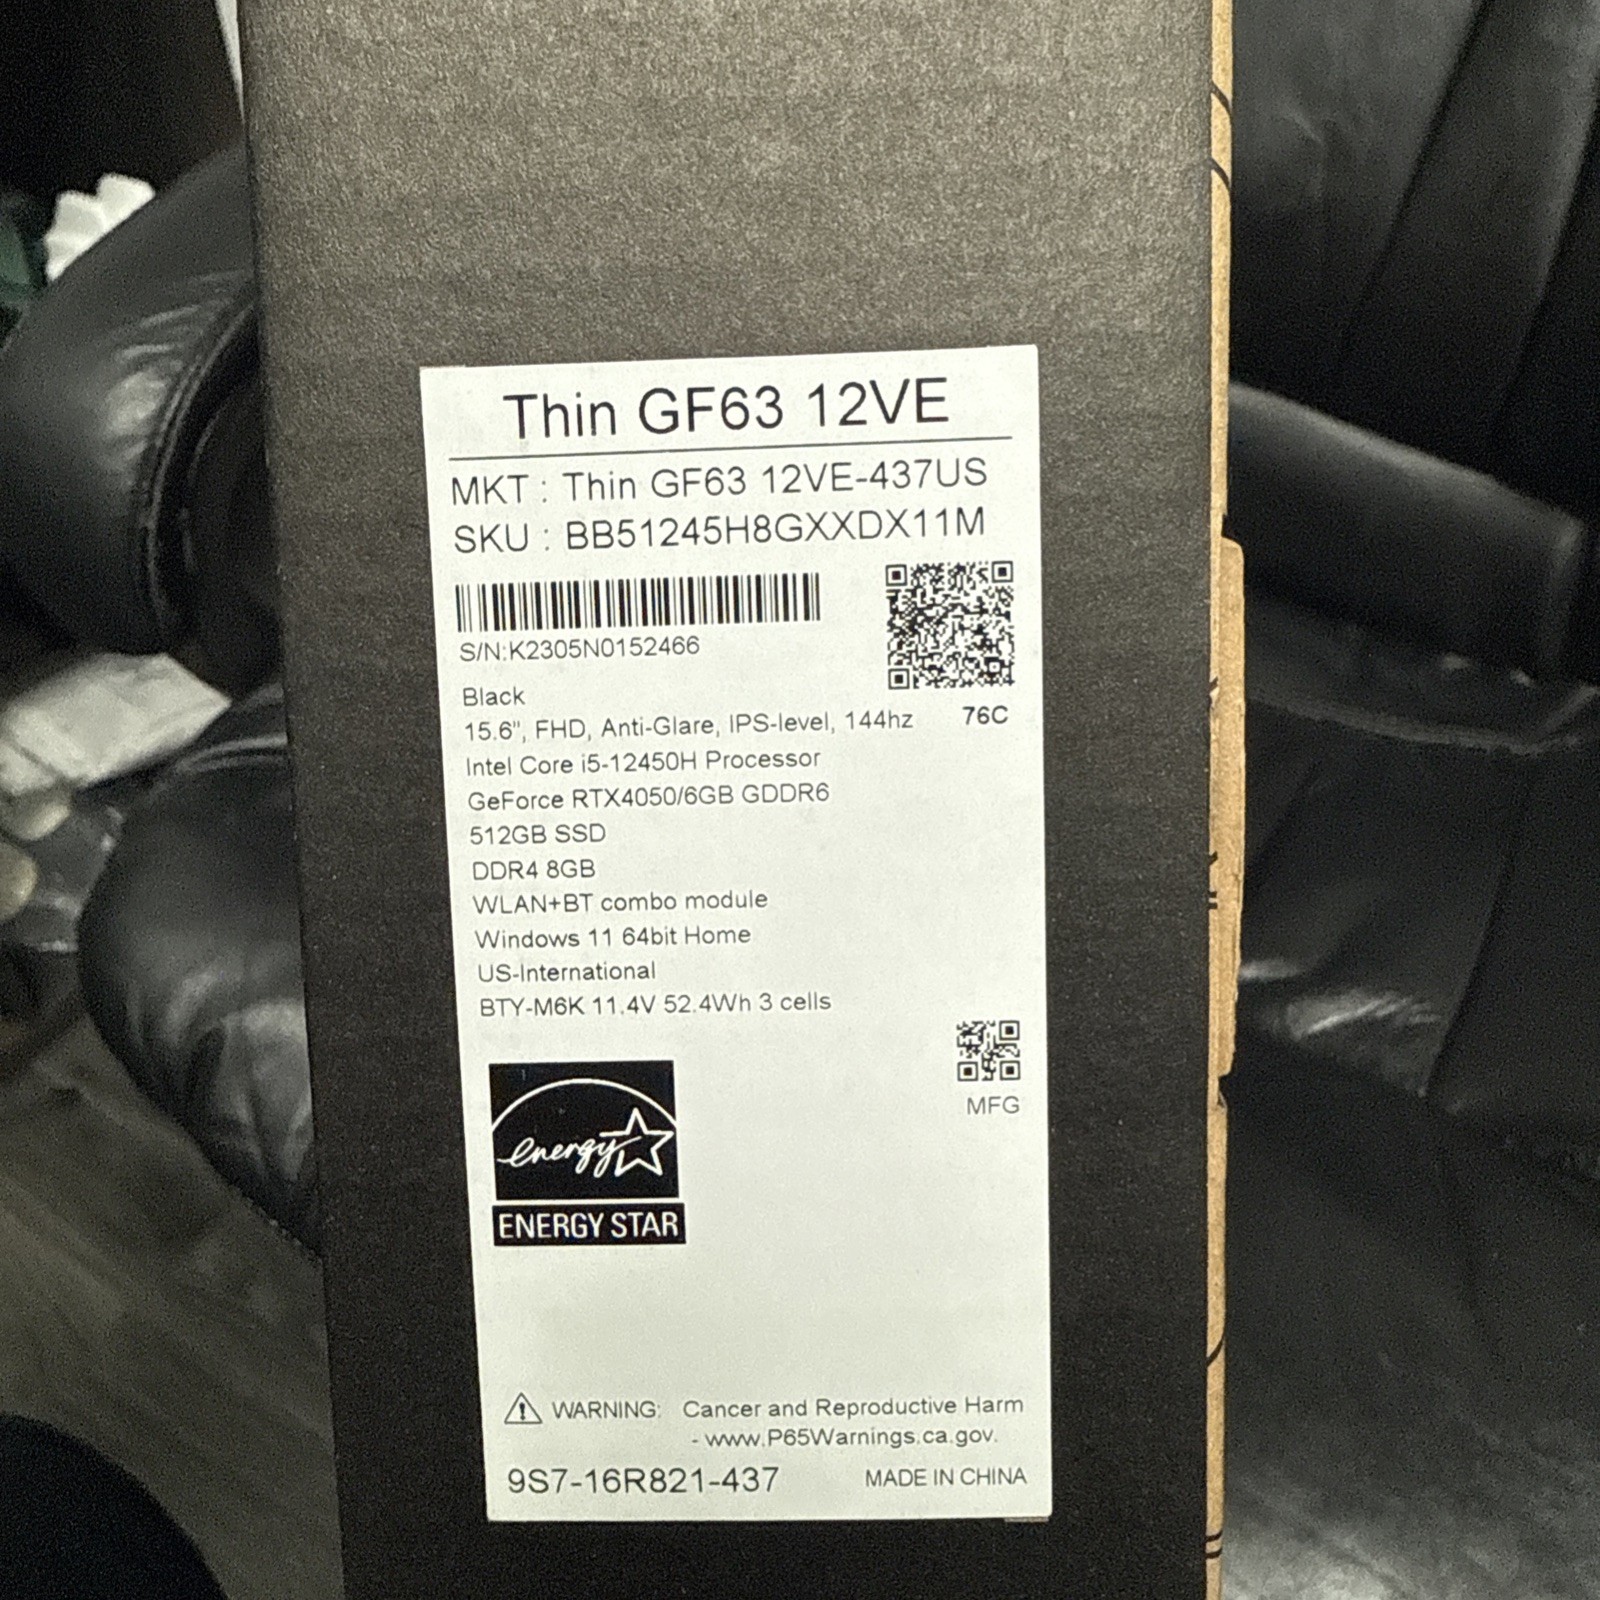 Thin GF63 12VE
MKT : Thin GF63 12VE-437US
SKU : BB51245H8GXXDX11M
S/N:K2305N0152466
Black
15.6", FHD, Anti-Glare, IPS-level, 144hz
76C
Intel Core i5-12450H Processor
GeForce RTX4050/6GB GDDR6
512GB SSD
DDR4 8GB
WLAN+BT combo module
Windows 11 64bit Home
US-International
BTY-M6K 11.4V 52.4Wh 3 cells
MFG
energy
ENERGY STAR
WARNING: Cancer and Reproductive Harm
- www.P65Warnings.ca.gov.
9S7-16R821-437
MADE IN CHINA